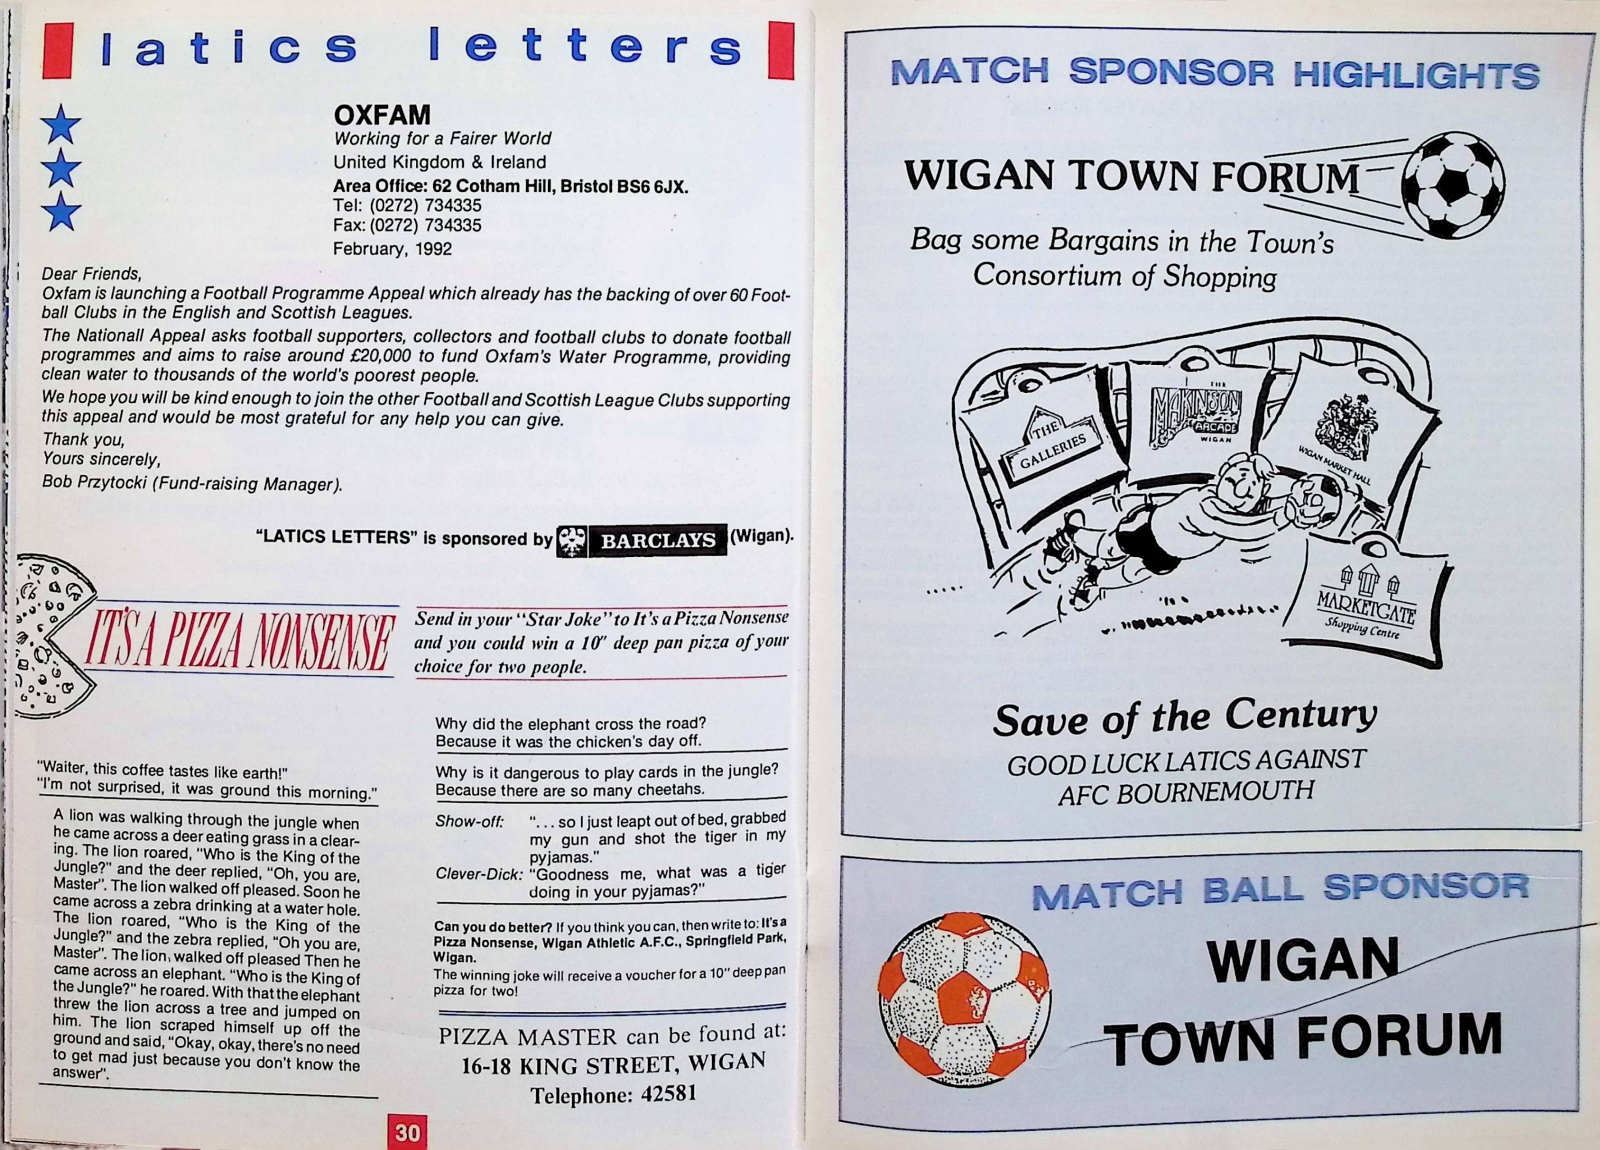 latics letters
OXFAM
Working for a Fairer World
United Kingdom & Ireland
Area Office: 62 Cotham Hill, Bristol BS6 6JX.
Tel: (0272) 734335
Fax: (0272) 734335
February, 1992
Dear Friends,
Oxfam is launching a Football Programme Appeal which already has the backing of over 60 Foot-
ball Clubs in the English and Scottish Leagues.
The Nationall Appeal asks football supporters, collectors and football clubs to donate football
programmes and aims to raise around £20,000 to fund Oxfam's Water Programme, providing
clean water to thousands of the world's poorest people.
We hope you will be kind enough to join the other Football and Scottish League Clubs supporting
this appeal and would be most grateful for any help you can give.
Thank you,
Yours sincerely,
Bob Przytocki (Fund-raising Manager).
"LATICS LETTERS" is sponsored by BARCLAYS (Wigan).
IT'S A PIZZA NONSENSE
Send in your "Star Joke" to It's a Pizza Nonsense
and you could win a 10" deep pan pizza of your
choice for two people.
"Waiter, this coffee tastes like earth!"
"I'm not surprised, it was ground this morning."
A lion was walking through the jungle when
he came across a deer eating grass in a clear-
ing. The lion roared, "Who is the King of the
Jungle?" and the deer replied, "Oh, you are,
Master". The lion walked off pleased. Soon he
came across a zebra drinking at a water hole.
The lion roared, "Who is the King of the
Jungle?" and the zebra replied, "Oh you are,
Master". The lion, walked off pleased Then he
came across an elephant. "Who is the King of
the Jungle?" he roared. With that the elephant
threw the lion across a tree and jumped on
him. The lion scraped himself up off the
ground and said, "Okay, okay, there's no need
to get mad just because you don't know the
answer".
Why did the elephant cross the road?
Because it was the chicken's day off.
Why is it dangerous to play cards in the jungle?
Because there are so many cheetahs.
Show-off: "... so I just leapt out of bed, grabbed
my gun and shot the tiger in my
pyjamas."
Clever-Dick: "Goodness me, what was a tiger
doing in your pyjamas?"
Can you do better? If you think you can, then write to: It's a
Pizza Nonsense, Wigan Athletic A.F.C., Springfield Park,
Wigan.
The winning joke will receive a voucher for a 10" deep pan
pizza for two!
PIZZA MASTER can be found at:
16-18 KING STREET, WIGAN
Telephone: 42581
30
MATCH SPONSOR HIGHLIGHTS
WIGAN TOWN FORUM
Bag some Bargains in the Town's
Consortium of Shopping
THE
GALLERIES
THE
MAKINSON
ARCADE
WIGAN
WIGAN MARKET HALL
MARKETGATE
Shopping Centre
Save of the Century
GOOD LUCK LATICS AGAINST
AFC BOURNEMOUTH
MATCH BALL SPONSOR
WIGAN
TOWN FORUM